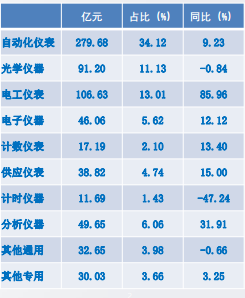 亿元 占比（%） 同比（%）
自动化仪表 279.68 34.12 9.23
光学仪器 91.20 11.13 -0.84
电工仪表 106.63 13.01 85.96
电子仪器 46.06 5.62 12.12
计数仪表 17.19 2.10 13.40
供应仪表 38.82 4.74 15.00
计时仪器 11.69 1.43 -47.24
分析仪器 49.65 6.06 31.91
其他通用 32.65 3.98 -0.66
其他专用 30.03 3.66 3.25